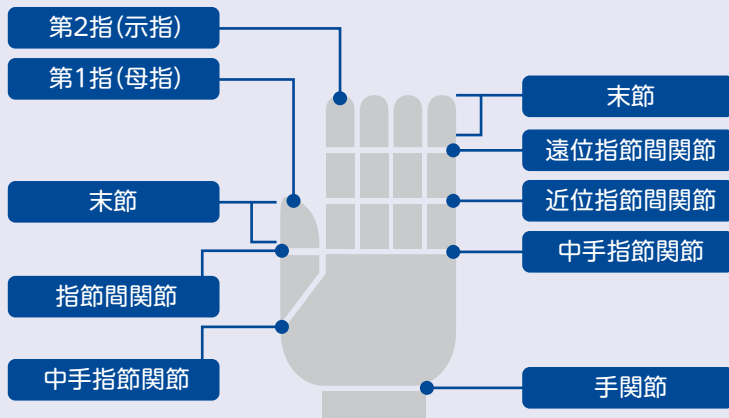 第2指(示指)
第1指(母指)
末節
指節間関節
中手指節関節
末節
遠位指節間関節
近位指節間関節
中手指節関節
手関節